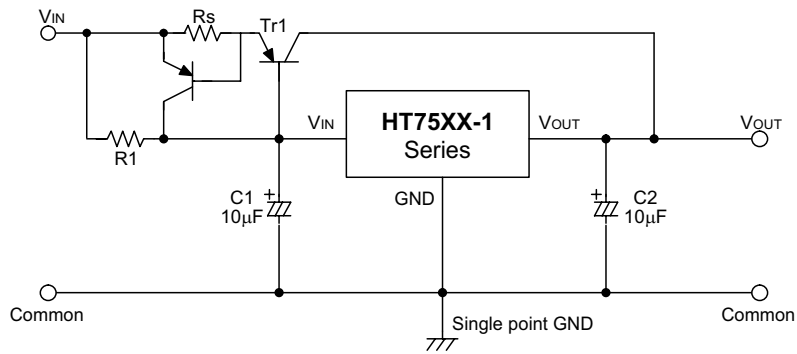 VIN
Rs
Tr1
R1
VIN
HT75XX-1
Series
VOUT
VOUT
GND
C1
10μF
C2
10μF
Common
Single point GND
Common
+
+